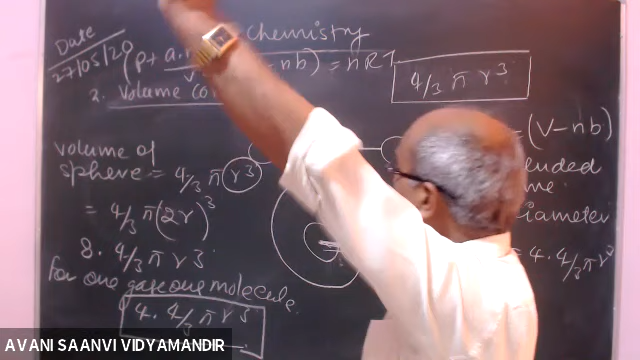 Date
27/05/20
Chemistry
(p+ a.n
- nb) = nRT
4/3 π r³
2. Volume Co
Volume of
sphere = 4/3 π r³
= 4/3 π(2r)³
8. 4/3 π r³
For one gaseous molecule.
4. 4/3 π r³
= (V-nb)
= 4. 4/3 π r³
AVANI SAANVI VIDYAMANDIR